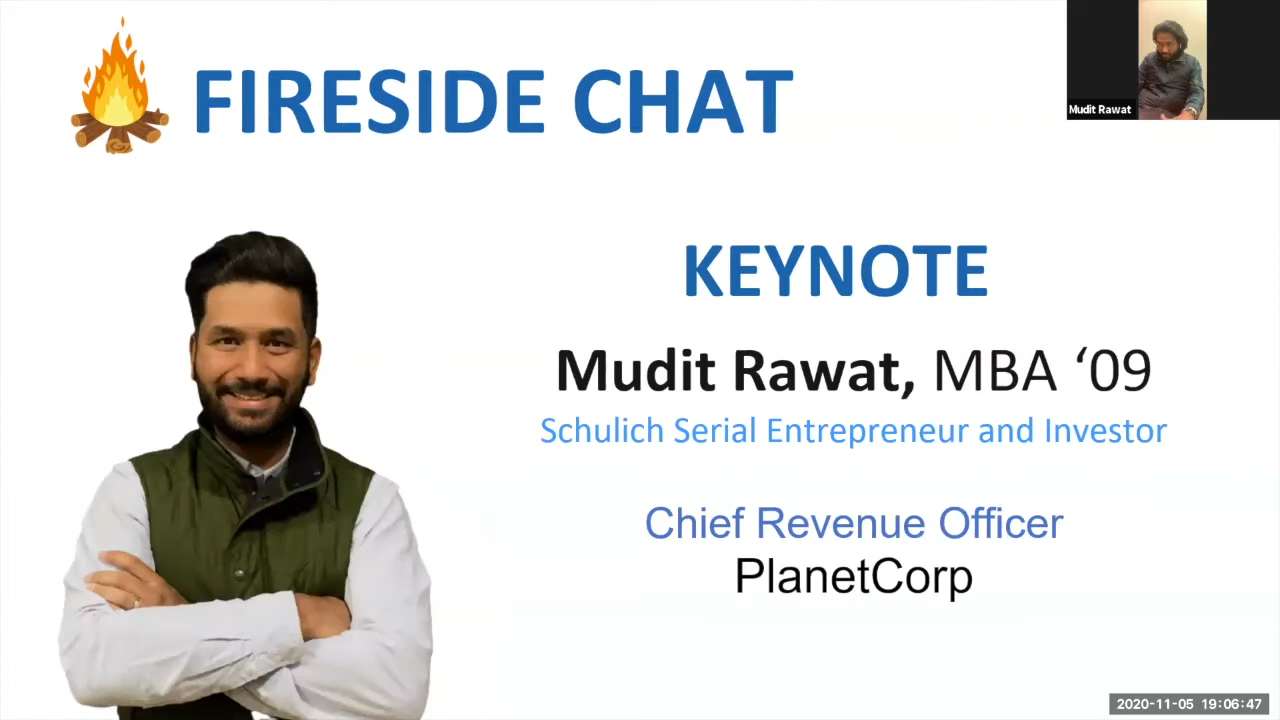 FIRESIDE CHAT
Mudit Rawat
KEYNOTE
Mudit Rawat, MBA ‘09
Schulich Serial Entrepreneur and Investor
Chief Revenue Officer
PlanetCorp
2020-11-05 19:06:47